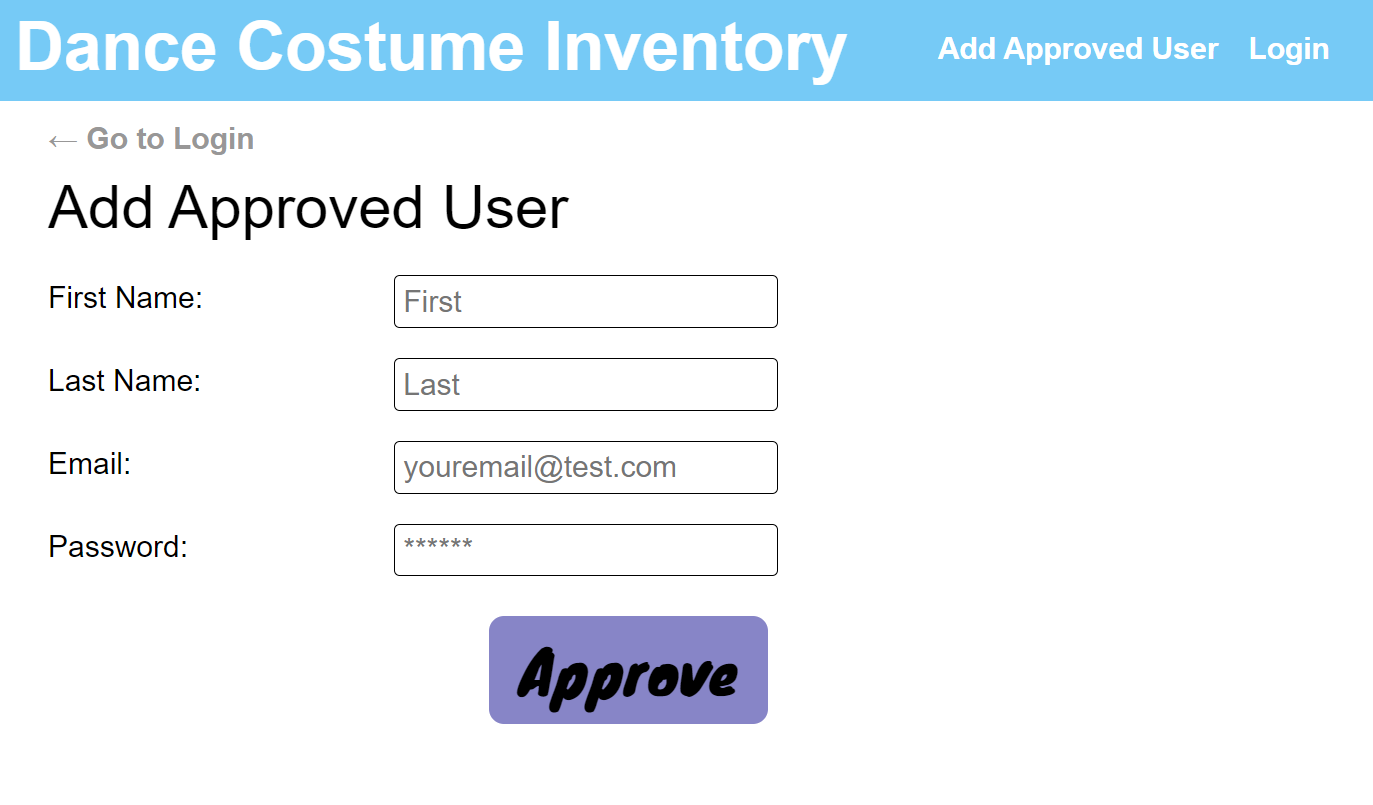 Dance Costume Inventory
Add Approved User
Login
← Go to Login
Add Approved User
First Name:
First
Last Name:
Last
Email:
youremail@test.com
Password:
******
Approve